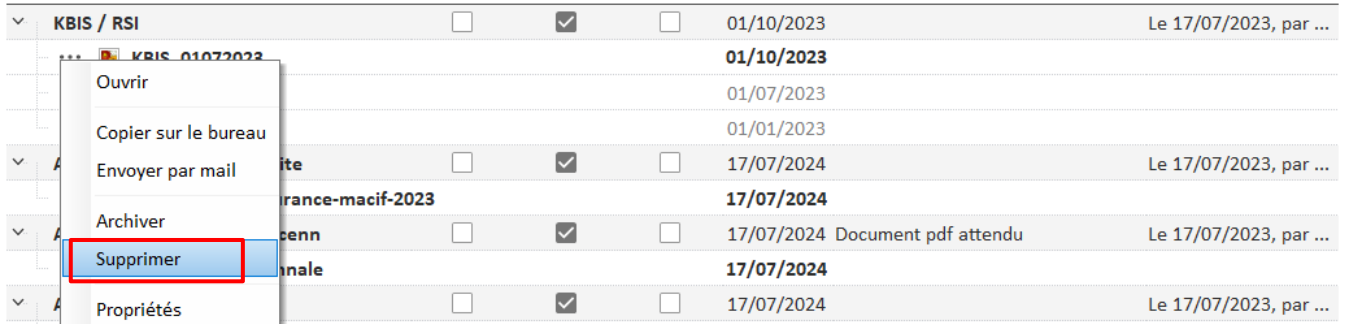 KBIS / RSI 01/10/2023 Le 17/07/2023, par ...
KBIS_01072023 01/10/2023
Ouvrir
01/07/2023
Copier sur le bureau 01/01/2023
A ite 17/07/2024 Le 17/07/2023, par ...
Envoyer par mail
urance-macif-2023 17/07/2024
Archiver
A cenn 17/07/2024 Document pdf attendu Le 17/07/2023, par ...
Supprimer
nnale 17/07/2024
A 17/07/2024 Le 17/07/2023, par ...
Propriétés